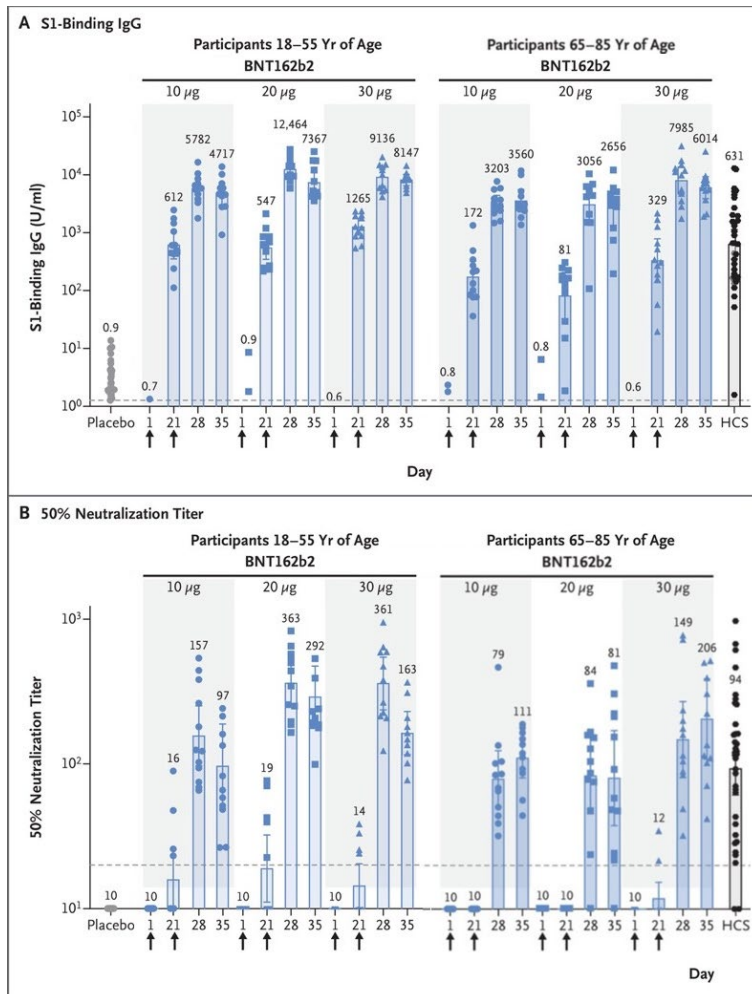 A S1-Binding IgG
Participants 18–55 Yr of Age Participants 65–85 Yr of Age
BNT162b2 BNT162b2
10 µg 20 µg 30 µg 10 µg 20 µg 30 µg
S1-Binding IgG (U/ml)
10⁵
10⁴
10³
10²
10¹
10⁰
0.9
0.7 612 5782 4717
0.9 547 12,464 7367
0.6 1265 9136 8147
0.8 172 3203 3560
0.8 81 3056 2656
0.6 329 7985 6014
631
Placebo 1 21 28 35 1 21 28 35 1 21 28 35 1 21 28 35 1 21 28 35 1 21 28 35 HCS
Day
B 50% Neutralization Titer
Participants 18–55 Yr of Age Participants 65–85 Yr of Age
BNT162b2 BNT162b2
10 µg 20 µg 30 µg 10 µg 20 µg 30 µg
50% Neutralization Titer
10³
10²
10¹
10
10 16 157 97
10 19 363 292
10 14 361 163
10 10 79 111
10 10 84 81
10 12 149 206
94
Placebo 1 21 28 35 1 21 28 35 1 21 28 35 1 21 28 35 1 21 28 35 1 21 28 35 HCS
Day